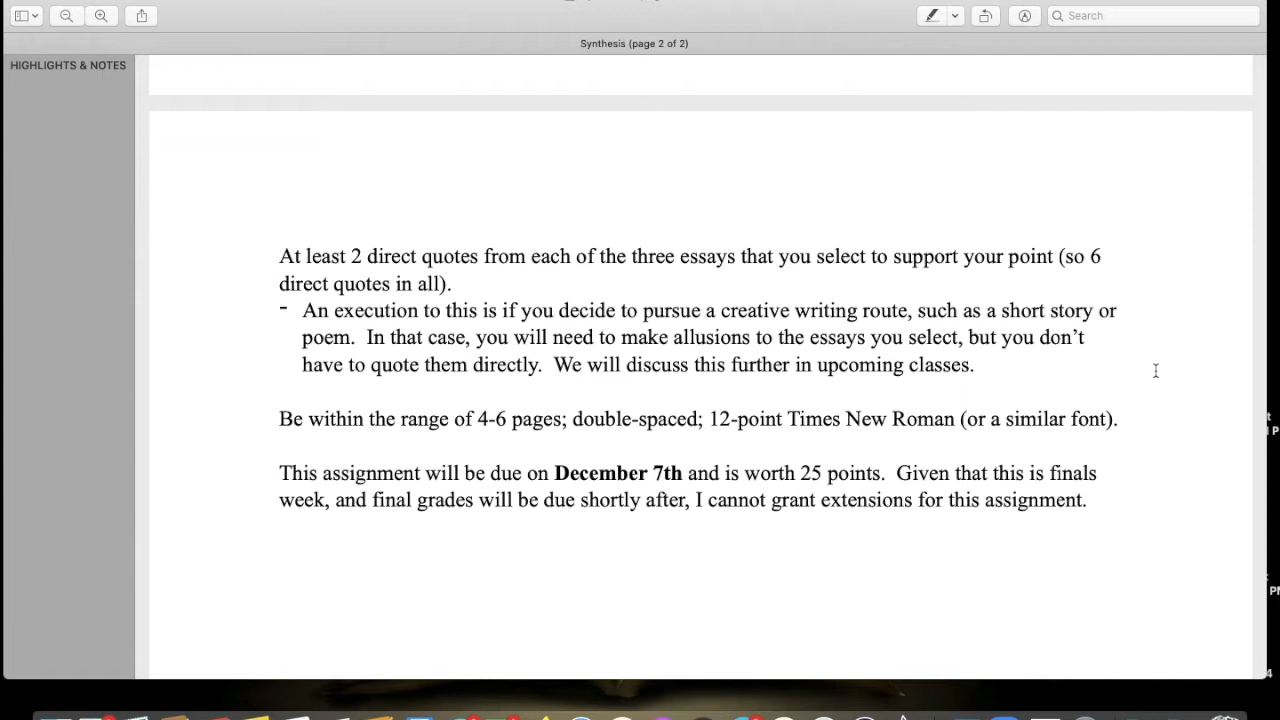 Search
Synthesis (page 2 of 2)
HIGHLIGHTS & NOTES
At least 2 direct quotes from each of the three essays that you select to support your point (so 6
direct quotes in all).
- An execution to this is if you decide to pursue a creative writing route, such as a short story or
poem. In that case, you will need to make allusions to the essays you select, but you don't
have to quote them directly. We will discuss this further in upcoming classes.
Be within the range of 4-6 pages; double-spaced; 12-point Times New Roman (or a similar font).
This assignment will be due on December 7th and is worth 25 points. Given that this is finals
week, and final grades will be due shortly after, I cannot grant extensions for this assignment.